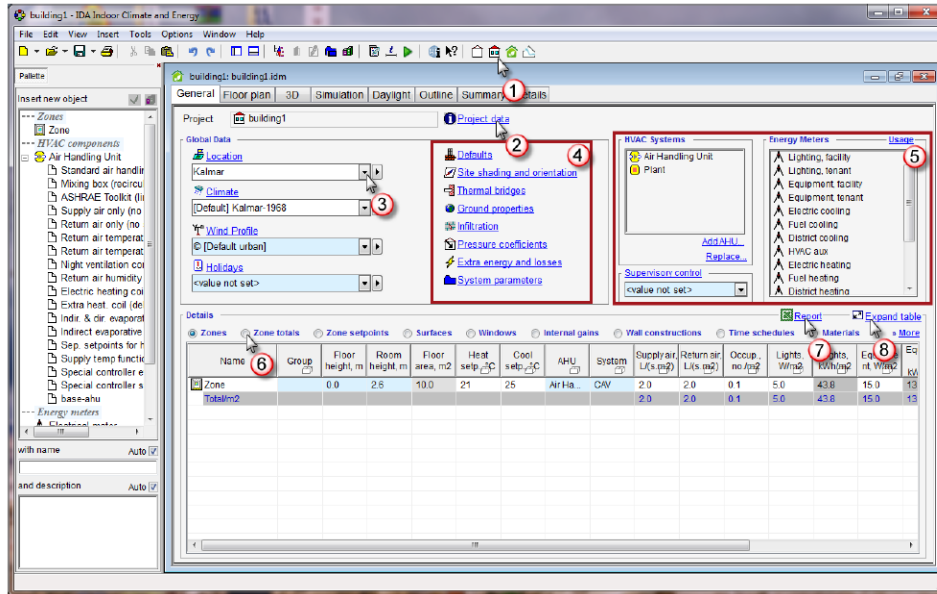 building1 - IDA Indoor Climate and Energy
File Edit View Insert Tools Options Window Help
Palette
Insert new object
--- Zones
Zone
--- HVAC components
Air Handling Unit
Standard air handlin
Mixing box (rocircul
ASHRAE Toolkit (lin
Supply air only (no
Return air only (no
Return air temperat
Return air temperat
Night ventilation cor
Return air humidity
Electric heating coi
Extra heat. coil (de
Indir. & dir. evaporat
Indirect evaporative
Sep. setpoints for h
Supply temp functic
Special controller e
Special controller s
base-ahu
--- Energy meters
with name Auto
and description Auto
building1: building1.idm
General Floor plan 3D Simulation Daylight Outline Summary
1
Project building1 Project data
2
Global Data
Location
Kalmar
3
Climate
[Default] Kalmar-1968
Wind Profile
© [Default urban]
Holidays
<value not set>
4
Defaults
Site shading and orientation
Thermal bridges
Ground properties
Infiltration
Pressure coefficients
Extra energy and losses
System parameters
HVAC Systems
Air Handling Unit
Plant
Add AHU...
Replace...
Supervisory control
<value not set>
Energy Meters Usage
5
Lighting, facility
Lighting, tenant
Equipment, facility
Equipment, tenant
Electric cooling
Fuel cooling
District cooling
HVAC aux
Electric heating
Fuel heating
District heating
Details Report Expand table
Zones Zone totals Zone setpoints Surfaces Windows Internal gains Wall constructions Time schedules Materials » More
6 7 8
Name Group Floor height, m Room height, m Floor area, m2 Heat setp., °C Cool setp., °C AHU System Supply air, L/(s.m2) Return air, L/(s.m2) Occup., no./m2 Lights, W/m2 kWh/m2
Zone 0.0 2.6 10.0 21 25 Air Ha... CAV 2.0 2.0 0.1 5.0 43.8 15.0 13
Total/m2 2.0 2.0 0.1 5.0 43.8 15.0 13